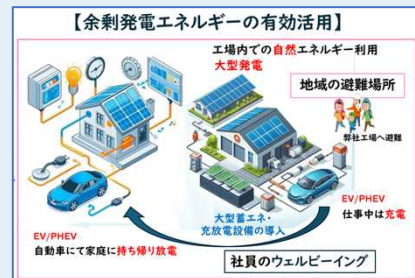 【余剰発電エネルギーの有効活用】
工場内での自然エネルギー利用
大型発電
地域の避難場所
弊社工場へ避難
EV/PHEV
仕事中は充電
大型蓄エネ・
充放電設備の導入
EV/PHEV
自動車にて家庭に持ち帰り放電
社員のウェルビーイング